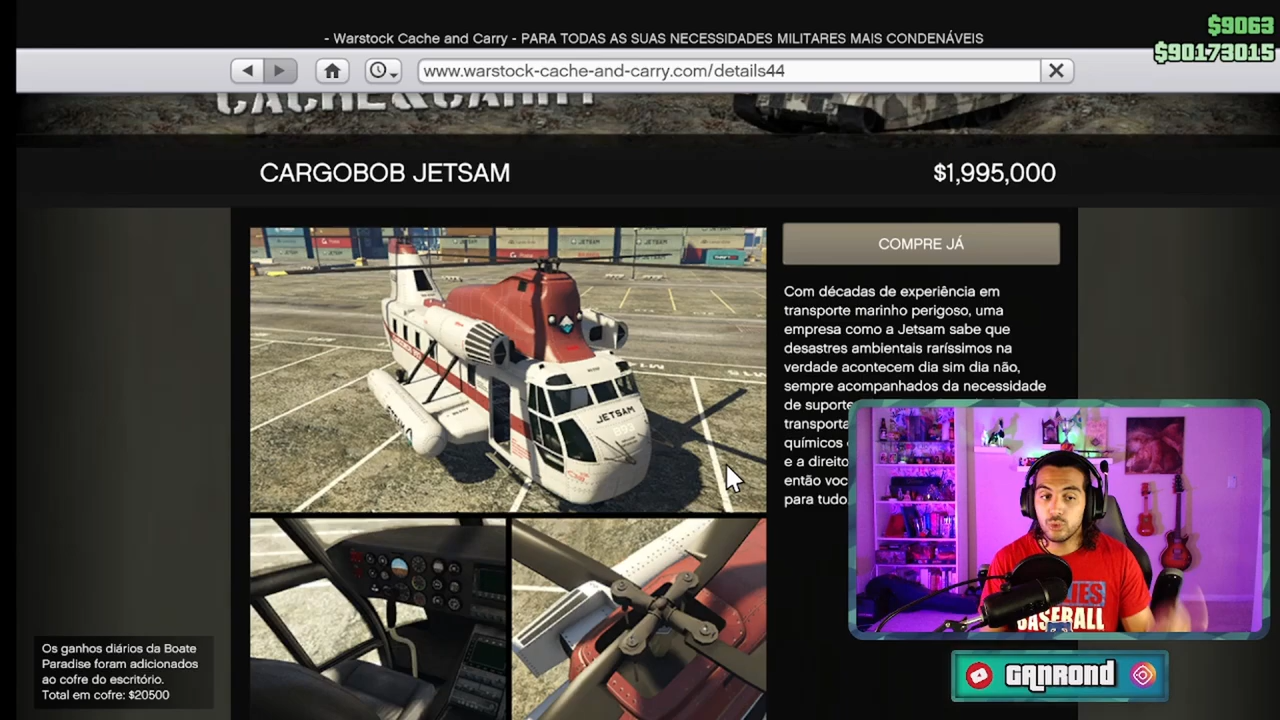 $9063
- Warstock Cache and Carry - PARA TODAS AS SUAS NECESSIDADES MILITARES MAIS CONDENÁVEIS
$90173015
www.warstock-cache-and-carry.com/details44
CACHE&CARRY
CARGOBOB JETSAM
$1,995,000
COMPRE JÁ
Com décadas de experiência em
transporte marinho perigoso, uma
empresa como a Jetsam sabe que
desastres ambientais raríssimos na
verdade acontecem dia sim dia não,
sempre acompanhados da necessidade
de suporte
transporta
químicos
e a direito
então voc
para tudo.
JETSAM
BASEBALL
Os ganhos diários da Boate
Paradise foram adicionados
ao cofre do escritório.
Total em cofre: $20500
GANROND